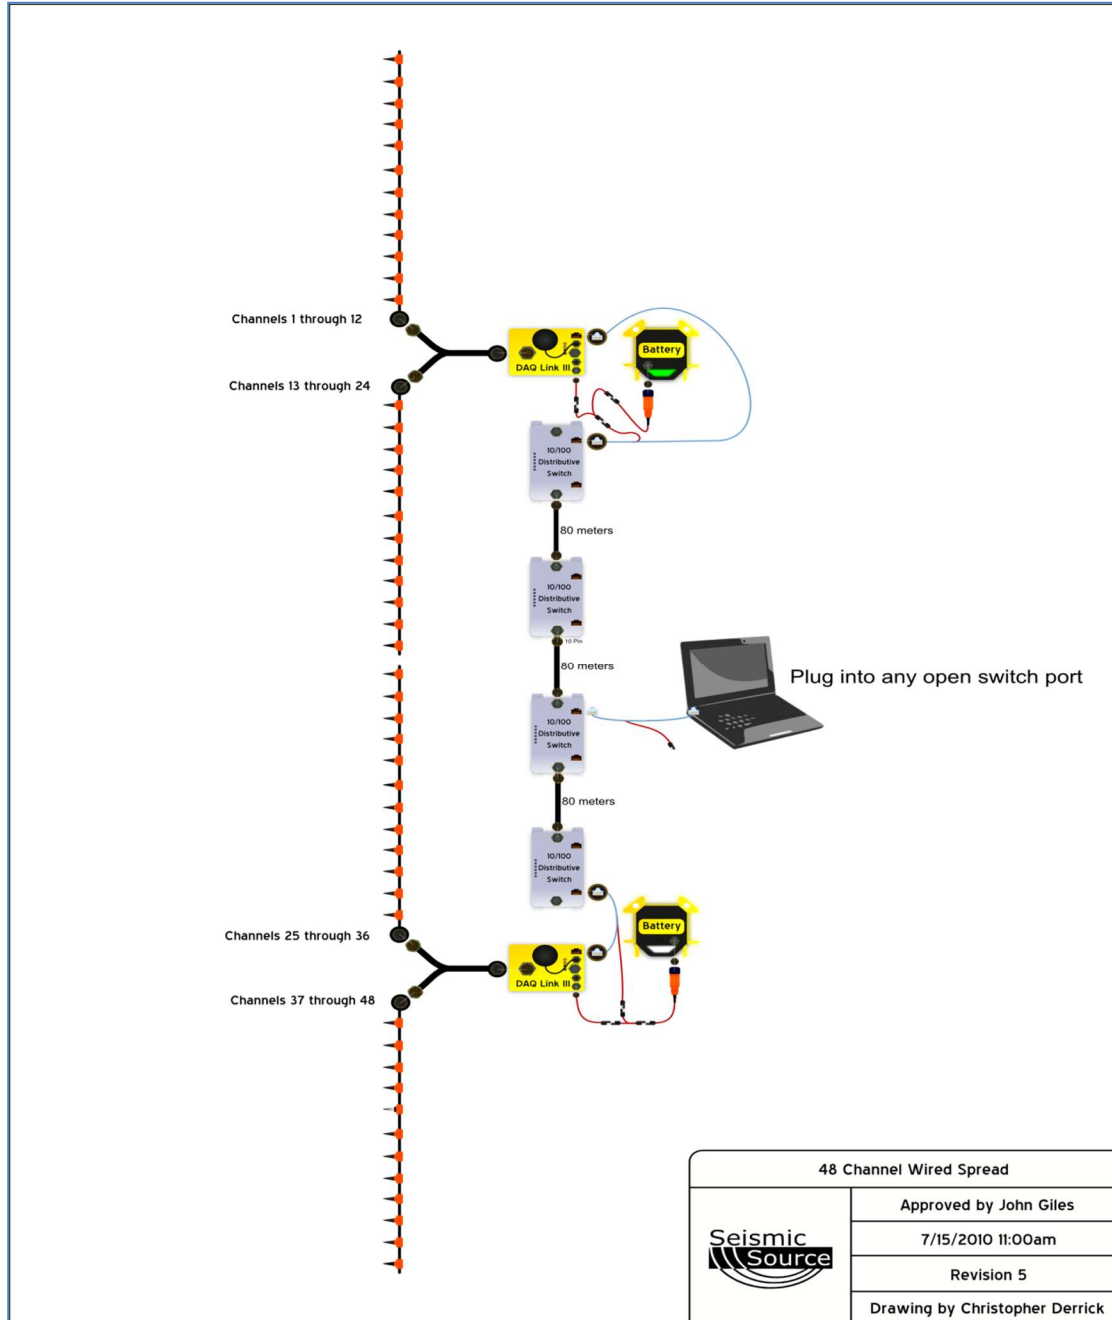 Channels 1 through 12
Battery
DAQ Link III
Channels 13 through 24
10/100
Distributive
Switch
80 meters
10/100
Distributive
Switch
10 Pin
80 meters
Plug into any open switch port
10/100
Distributive
Switch
80 meters
10/100
Distributive
Switch
Battery
Channels 25 through 36
DAQ Link III
Channels 37 through 48
48 Channel Wired Spread
Approved by John Giles
Seismic
Source
7/15/2010 11:00am
Revision 5
Drawing by Christopher Derrick